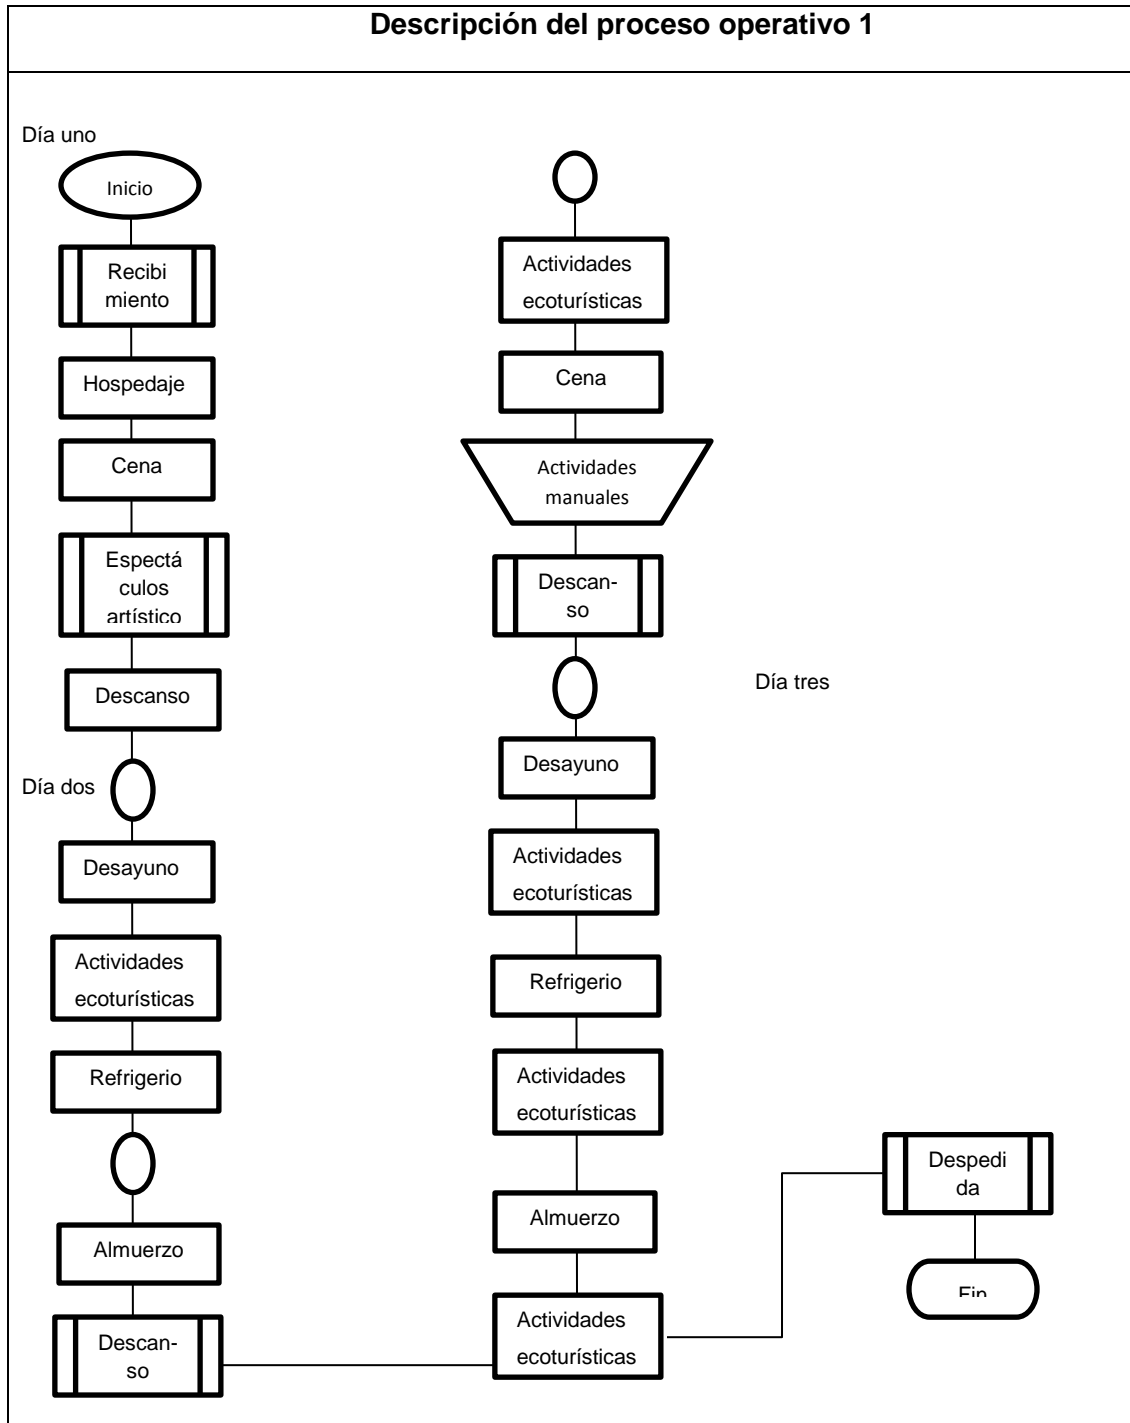 Descripción del proceso operativo 1
Día uno
Inicio
Recibi
miento
Hospedaje
Cena
Espectá
culos
artístico
Descanso
Día dos
Desayuno
Actividades
ecoturísticas
Refrigerio
Almuerzo
Descan-
so
Actividades
ecoturísticas
Cena
Actividades
manuales
Descan-
so
Día tres
Desayuno
Actividades
ecoturísticas
Refrigerio
Actividades
ecoturísticas
Almuerzo
Actividades
ecoturísticas
Despedi
da
Fin